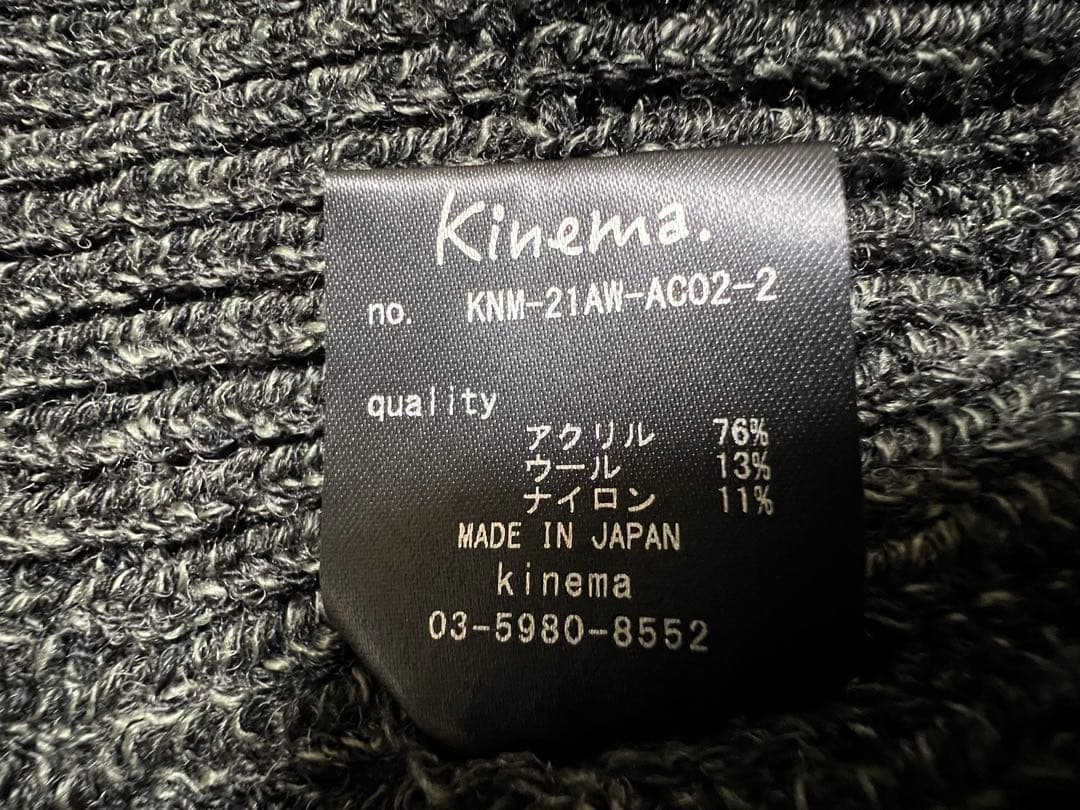 Kinema.
no. KNM-21AW-AC02-2
quality
アクリル 76%
ウール 13%
ナイロン 11%
MADE IN JAPAN
kinema
03-5980-8552